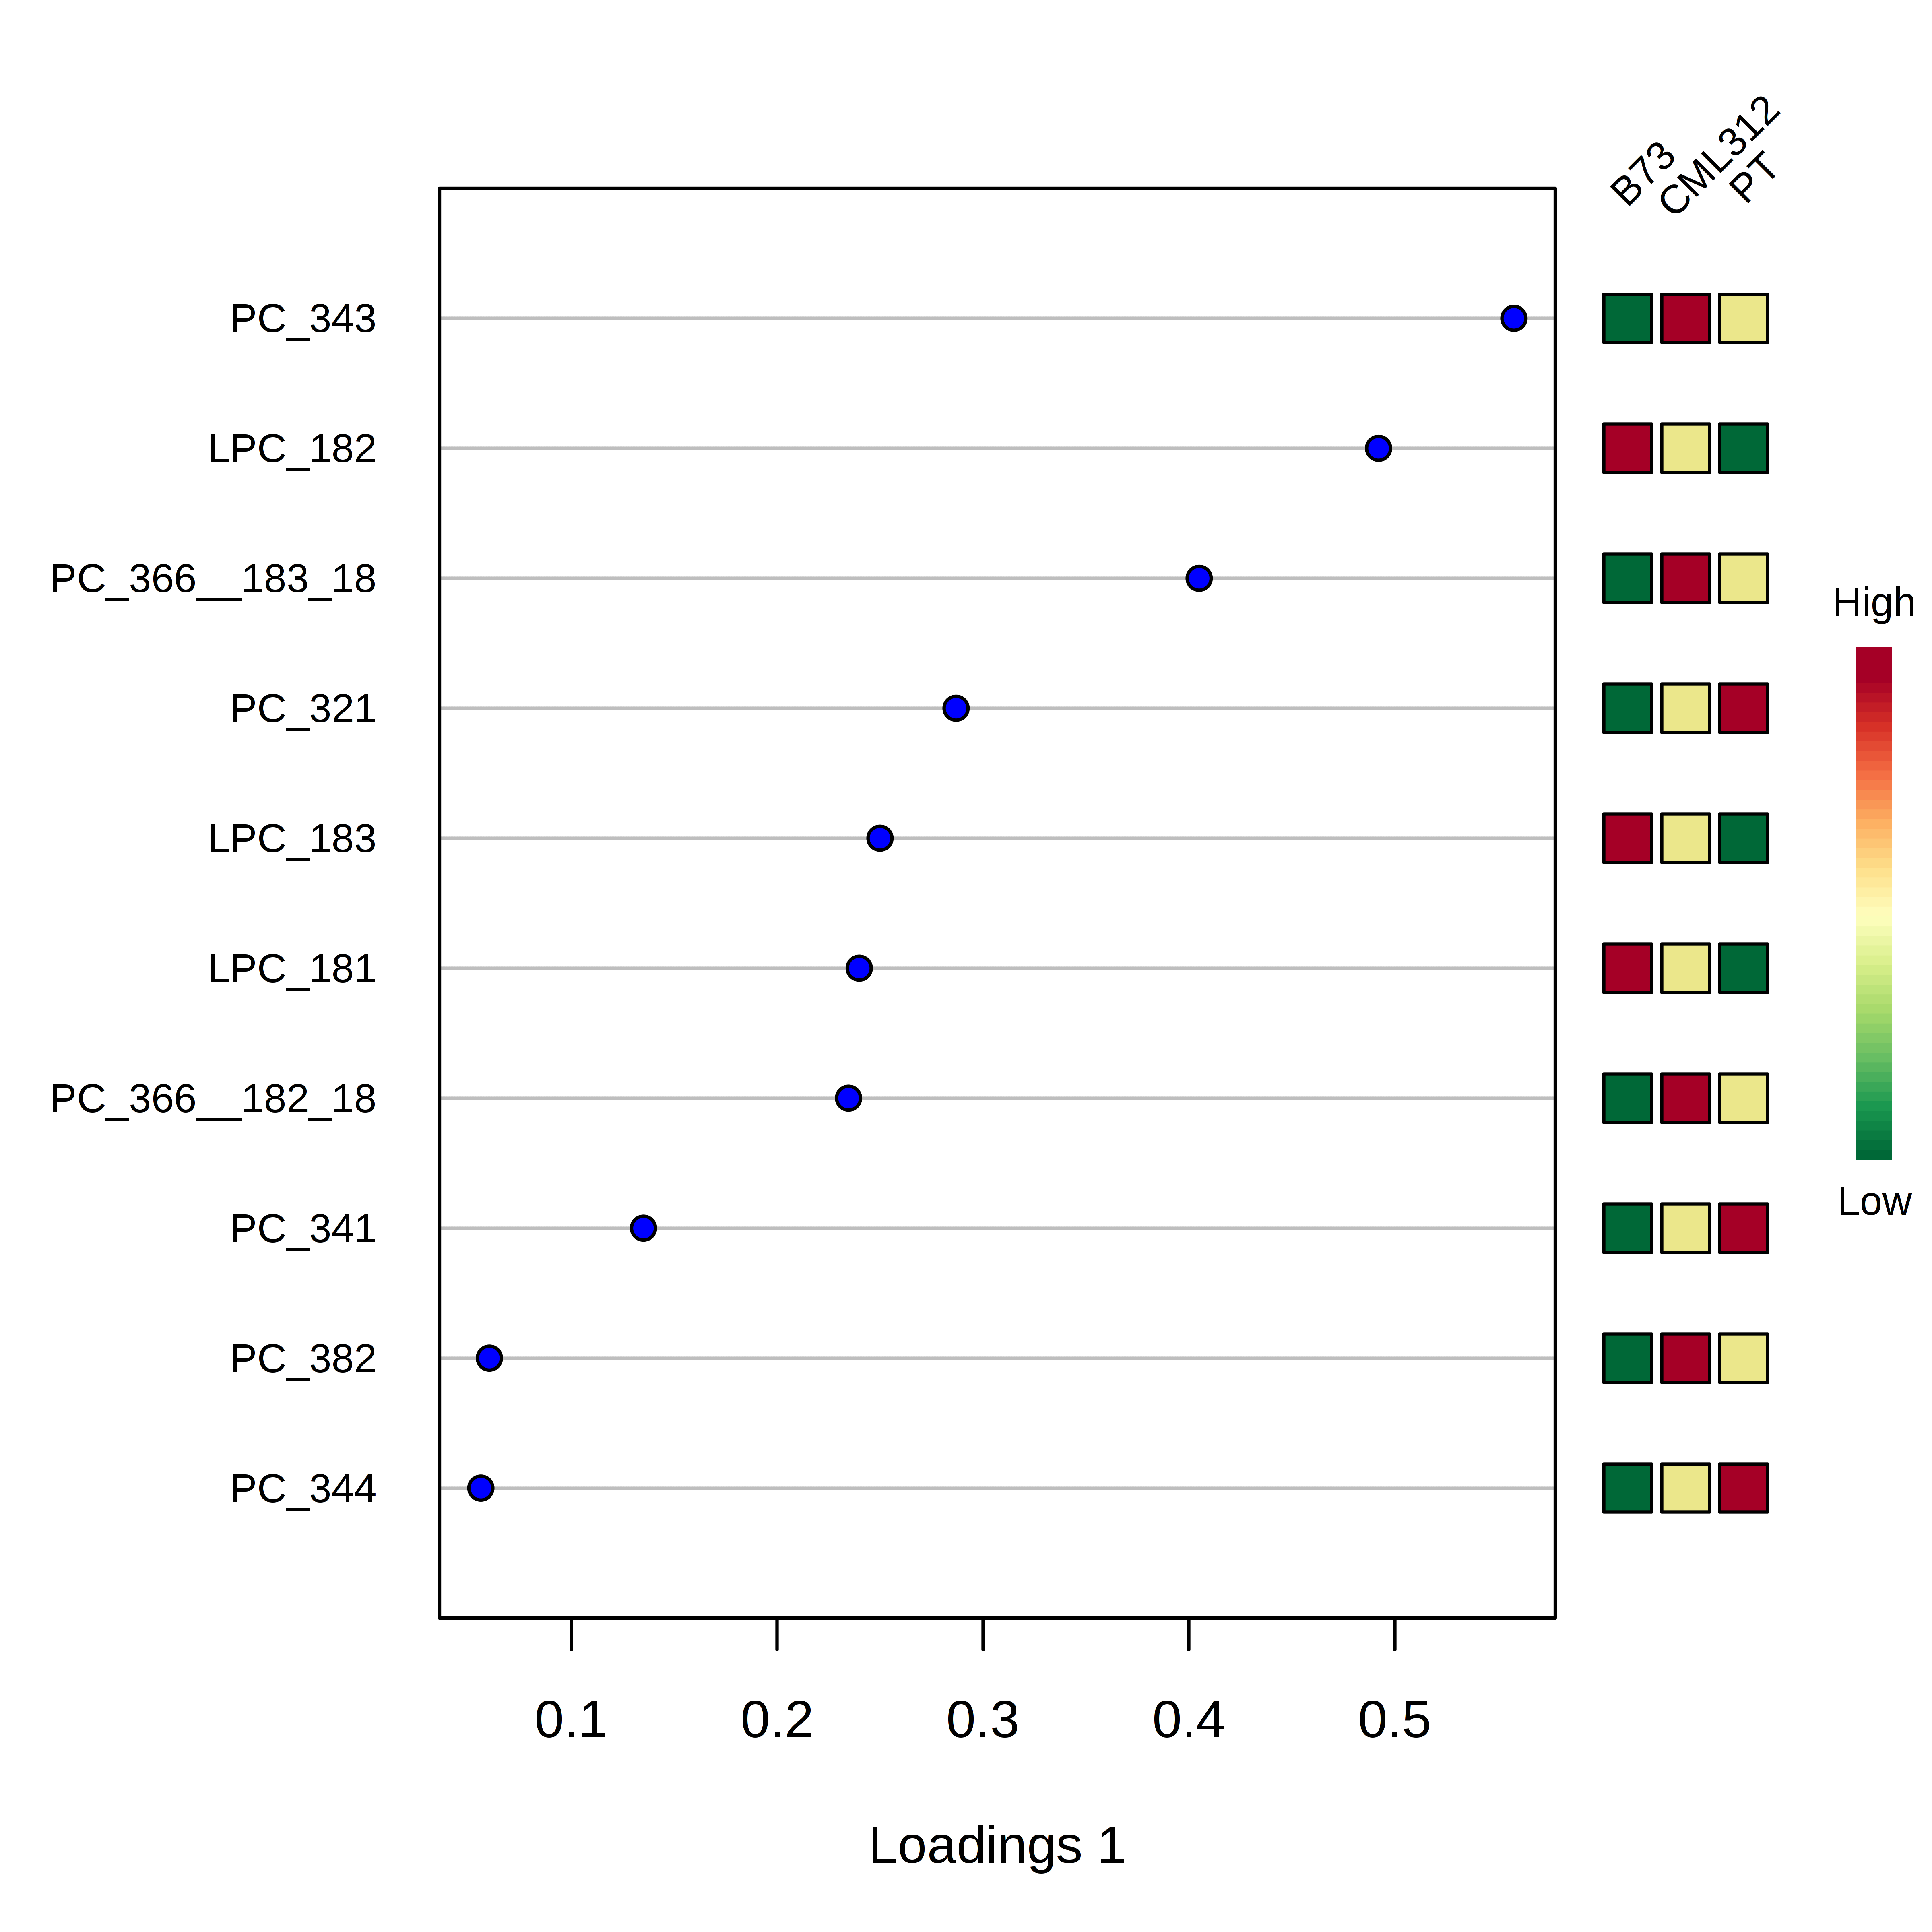 B73
CML312
PT
PC_343
LPC_182
PC_366__183_18
PC_321
LPC_183
LPC_181
PC_366__182_18
PC_341
PC_382
PC_344
High
Low
0.1 0.2 0.3 0.4 0.5
Loadings 1